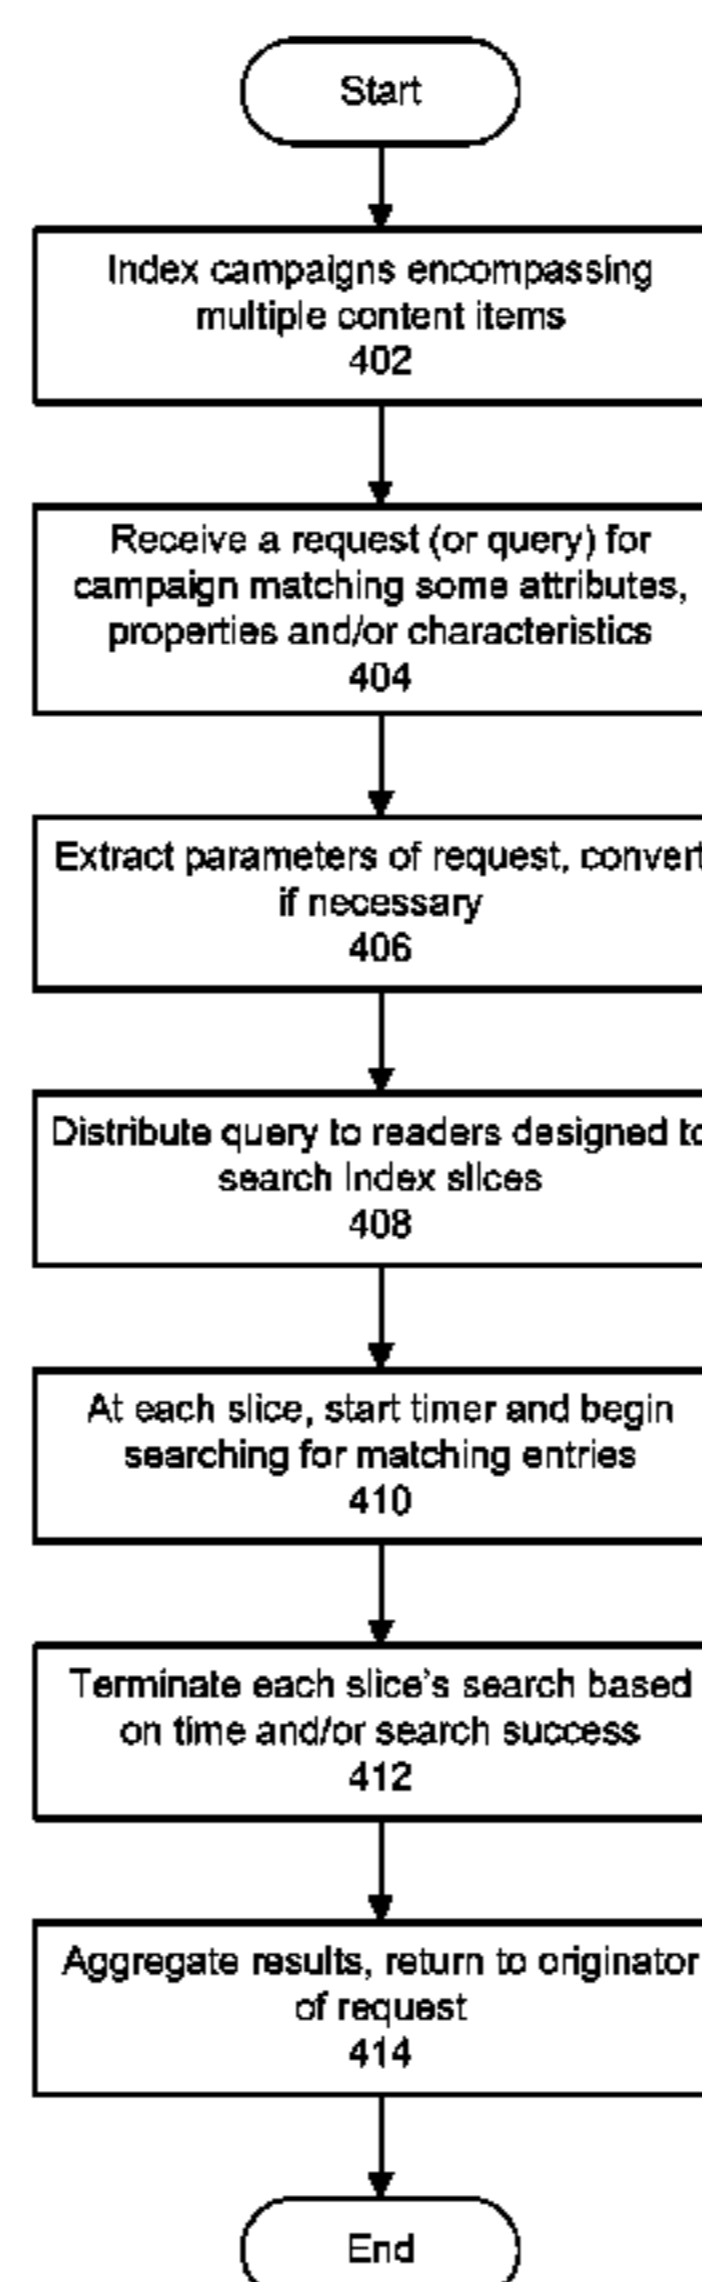 Start
Index campaigns encompassing
multiple content items
402
Receive a request (or query) for
campaign matching some attributes,
properties and/or characteristics
404
Extract parameters of request, convert
if necessary
406
Distribute query to readers designed to
search index slices
408
At each slice, start timer and begin
searching for matching entries
410
Terminate each slice's search based
on time and/or search success
412
Aggregate results, return to originator
of request
414
End